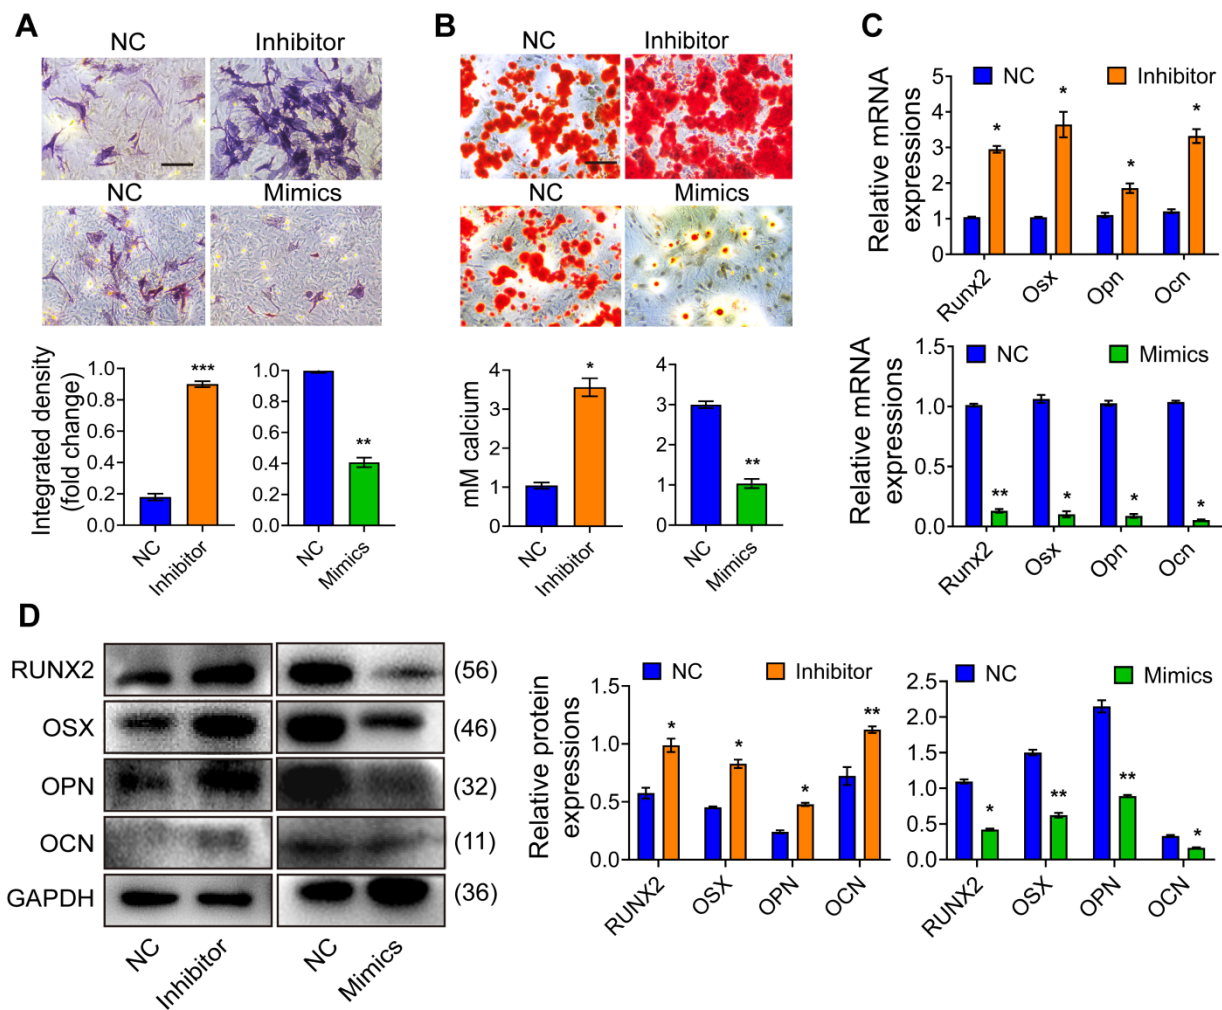 A
NC
Inhibitor
NC
Mimics
Integrated density
(fold change)
1.0
0.8
0.6
0.4
0.2
0.0
***
NC
Inhibitor
1.0
0.8
0.6
0.4
0.2
0.0
**
NC
Mimics
B
NC
Inhibitor
NC
Mimics
mM calcium
4
3
2
1
0
*
NC
Inhibitor
4
3
2
1
0
**
NC
Mimics
C
Relative mRNA
expressions
NC
Inhibitor
5
4
3
2
1
0
*
*
*
*
Runx2
Osx
Opn
Ocn
Relative mRNA
expressions
NC
Mimics
1.5
1.0
0.5
0.0
**
*
*
*
Runx2
Osx
Opn
Ocn
D
RUNX2
(56)
OSX
(46)
OPN
(32)
OCN
(11)
GAPDH
(36)
NC
Inhibitor
NC
Mimics
Relative protein
expressions
NC
Inhibitor
1.5
1.0
0.5
0.0
*
*
*
**
RUNX2
OSX
OPN
OCN
NC
Mimics
2.5
2.0
1.5
1.0
0.5
0.0
*
**
**
*
RUNX2
OSX
OPN
OCN